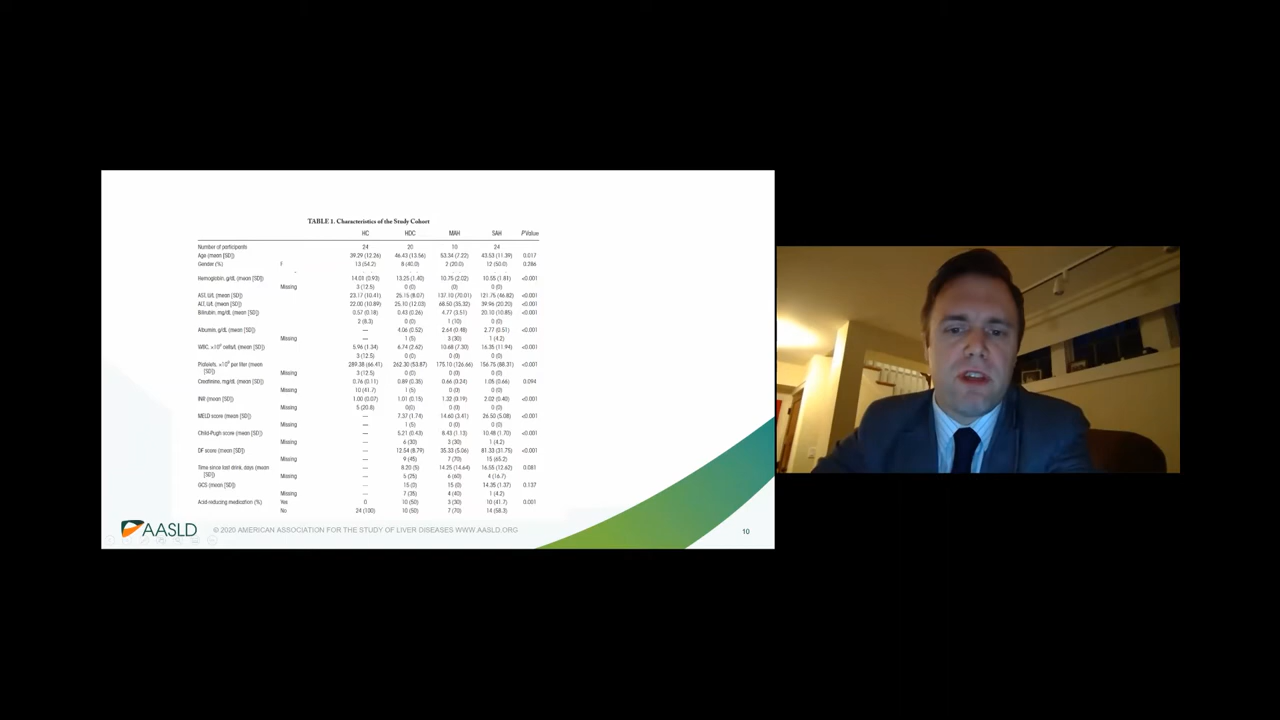 TABLE 1. Characteristics of the Study Cohort
HC HDC MAH SAH P Value
Number of participants 24 20 10 24
Age (mean [SD]) 39.29 (12.26) 46.43 (13.56) 53.34 (7.22) 43.53 (11.39) 0.017
Gender (%) F 13 (54.2) 8 (40.0) 2 (20.0) 12 (50.0) 0.286
Hemoglobin, g/dL (mean [SD]) 14.01 (0.93) 13.25 (1.40) 10.75 (2.02) 10.55 (1.81) <0.001
Missing 3 (12.5) 0 (0) (0) 0 (0)
AST, U/L (mean [SD]) 23.17 (10.41) 25.15 (8.07) 137.10 (70.01) 121.75 (46.82) <0.001
ALT, U/L (mean [SD]) 22.00 (10.89) 25.10 (12.03) 68.50 (35.32) 39.96 (20.20) <0.001
Bilirubin, mg/dL (mean [SD]) 0.57 (0.18) 0.43 (0.26) 4.77 (3.51) 20.10 (10.85) <0.001
2 (8.3) 0 (0) 1 (10) 0 (0)
Albumin, g/dL (mean [SD]) — 4.06 (0.52) 2.64 (0.48) 2.77 (0.51) <0.001
Missing — 1 (5) 3 (30) 1 (4.2)
WBC, ×10⁹ cells/L (mean [SD]) 5.96 (1.34) 6.74 (2.62) 10.68 (7.30) 16.35 (11.94) <0.001
3 (12.5) 0 (0) 0 (0) 0 (0)
Platelets, ×10⁹ per liter (mean 289.38 (66.41) 262.30 (53.87) 175.10 (126.66) 156.75 (88.31) <0.001
[SD]) Missing 3 (12.5) 0 (0) 0 (0) 0 (0)
Creatinine, mg/dL (mean [SD]) 0.76 (0.11) 0.89 (0.35) 0.66 (0.24) 1.05 (0.66) 0.094
Missing 10 (41.7) 1 (5) 0 (0) 0 (0)
INR (mean [SD]) 1.00 (0.07) 1.01 (0.15) 1.32 (0.19) 2.02 (0.40) <0.001
Missing 5 (20.8) 0(0) 0 (0) 0 (0)
MELD score (mean [SD]) — 7.37 (1.74) 14.60 (3.41) 26.50 (5.08) <0.001
Missing — 1 (5) 0 (0) 0 (0)
Child-Pugh score (mean [SD]) — 5.21 (0.43) 8.43 (1.13) 10.48 (1.70) <0.001
Missing — 6 (30) 3 (30) 1 (4.2)
DF score (mean [SD]) — 12.54 (8.79) 35.33 (5.06) 81.33 (31.75) <0.001
Missing — 9 (45) 7 (70) 15 (65.2)
Time since last drink, days (mean — 8.20 (5) 14.25 (14.64) 16.55 (12.62) 0.081
[SD]) Missing — 5 (25) 6 (60) 4 (16.7)
GCS (mean [SD]) — 15 (0) 15 (0) 14.35 (1.37) 0.137
Missing — 7 (35) 4 (40) 1 (4.2)
Acid-reducing medication (%) Yes 0 10 (50) 3 (30) 10 (41.7) 0.001
No 24 (100) 10 (50) 7 (70) 14 (58.3)
AASLD © 2020 AMERICAN ASSOCIATION FOR THE STUDY OF LIVER DISEASES WWW.AASLD.ORG 10